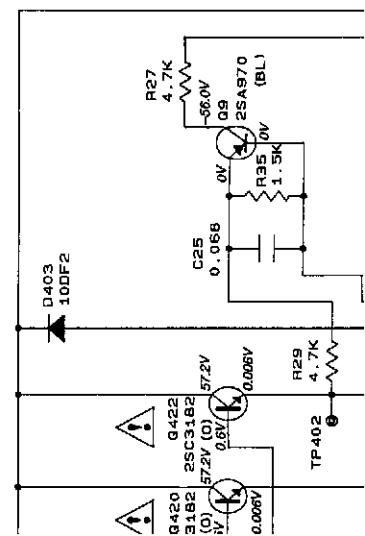 R27
4.7K
-56.0V
Q9
2SA970
(BL)
0V
0V
R35
1.5K
C25
0.068
D403
10DF2
R29
4.7K
57.2V
0.006V
Q422
2SC3182
(O)
0.6V
TP402
57.2V
Q420
3182
(O)
0.006V
6V